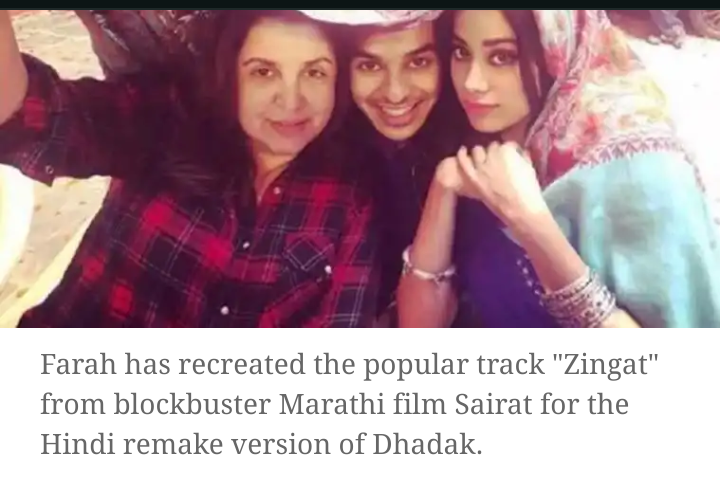 Farah has recreated the popular track "Zingat"
from blockbuster Marathi film Sairat for the
Hindi remake version of Dhadak.